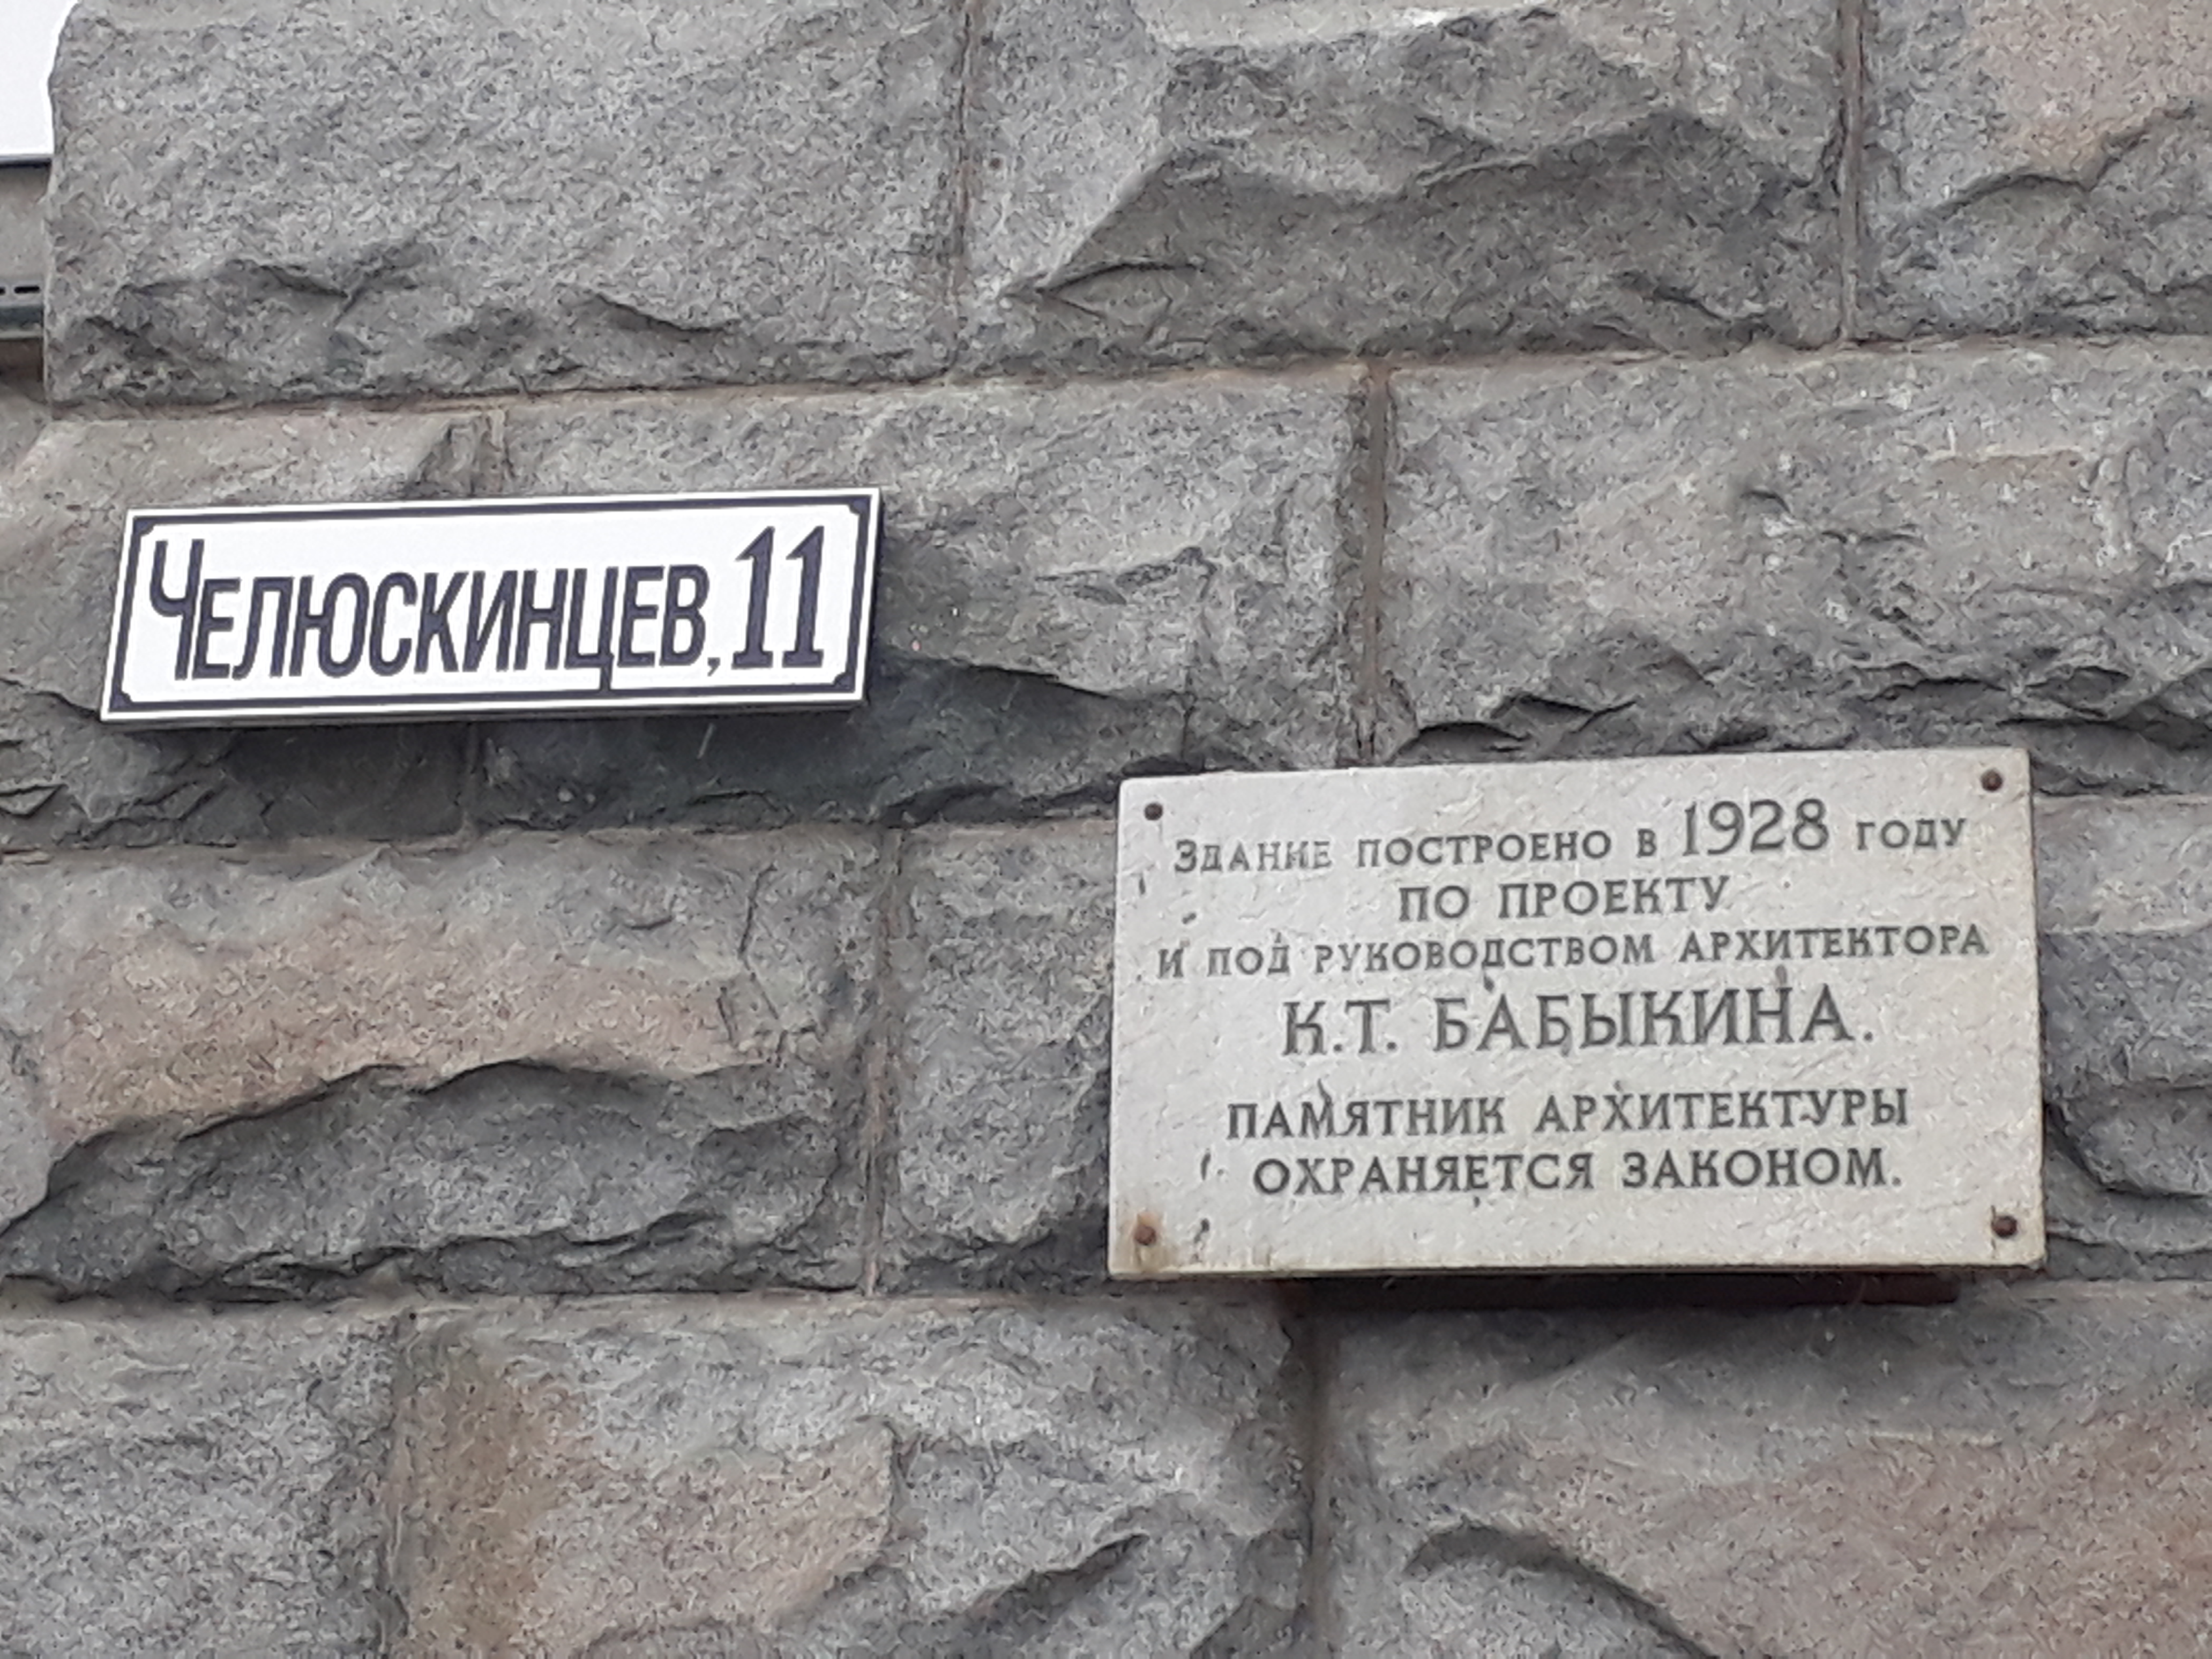 Челюскинцев, 11
Здание построено в 1928 году
по проекту
и под руководством архитектора
К.Т. БАБЫКИНА.
ПАМЯТНИК АРХИТЕКТУРЫ
ОХРАНЯЕТСЯ ЗАКОНОМ.